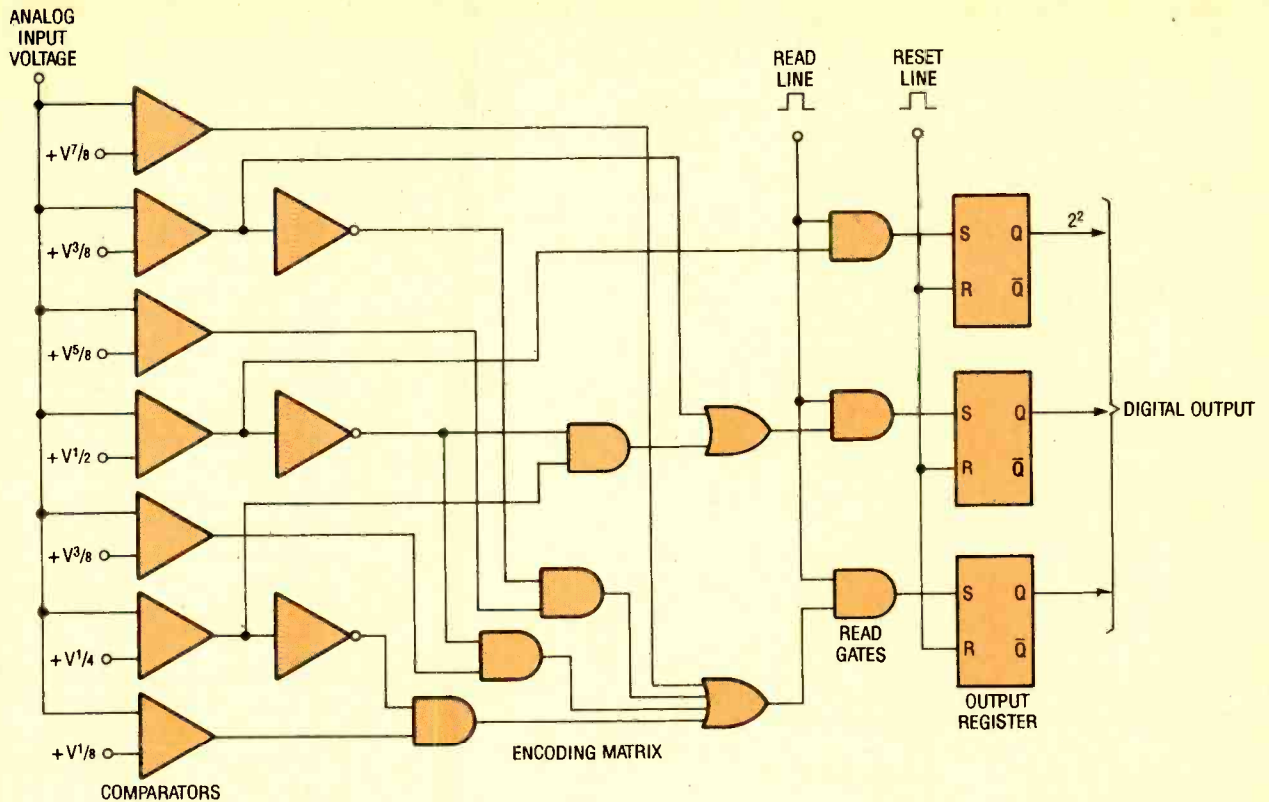 ANALOG
INPUT
VOLTAGE
READ
LINE
RESET
LINE
+ V7/8
+ V3/8
+ V5/8
+ V1/2
+ V3/8
+ V1/4
+ V1/8
S Q
R Q̅
2²
S Q
R Q̅
S Q
R Q̅
DIGITAL OUTPUT
READ
GATES
OUTPUT
REGISTER
ENCODING MATRIX
COMPARATORS